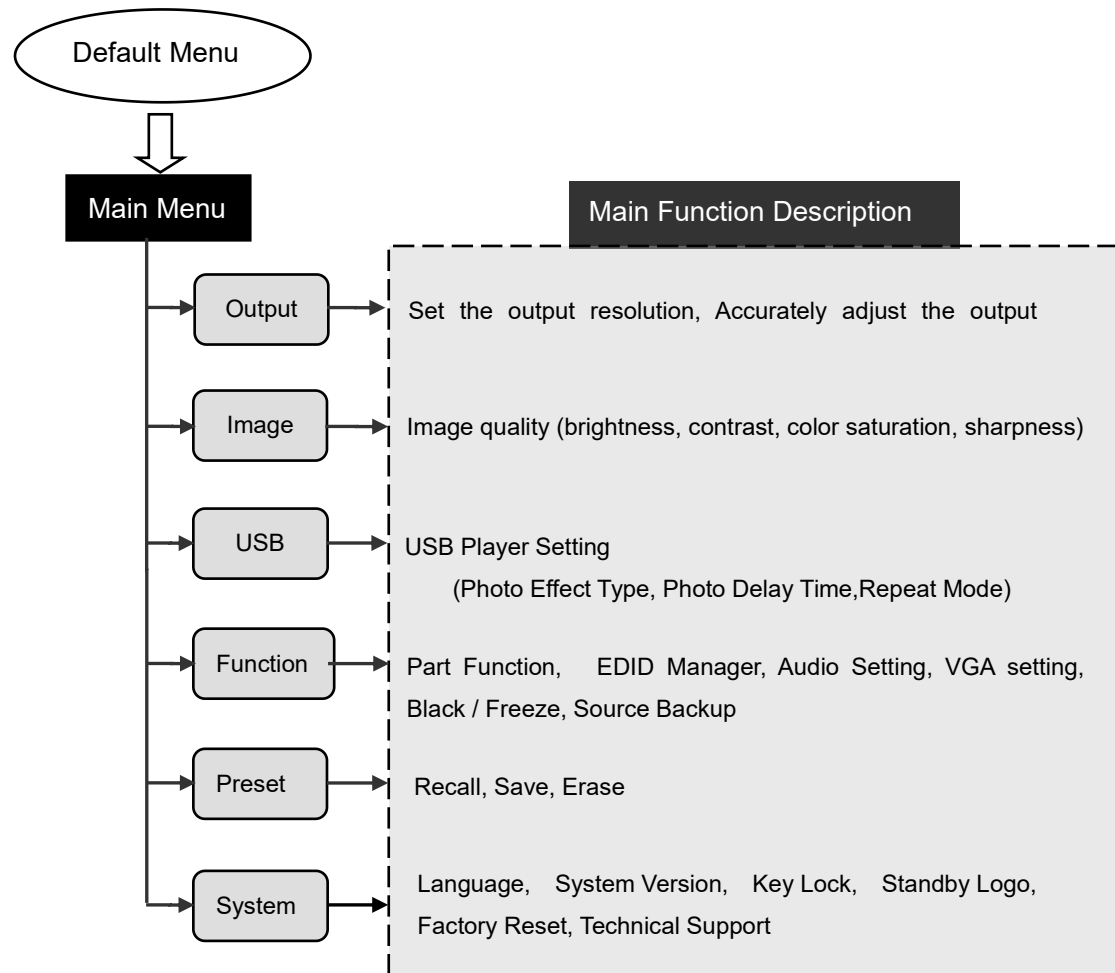 Default Menu
Main Menu
Main Function Description
Output
Set the output resolution, Accurately adjust the output
Image
Image quality (brightness, contrast, color saturation, sharpness)
USB
USB Player Setting
(Photo Effect Type, Photo Delay Time,Repeat Mode)
Function
Part Function, EDID Manager, Audio Setting, VGA setting,
Black / Freeze, Source Backup
Preset
Recall, Save, Erase
System
Language, System Version, Key Lock, Standby Logo,
Factory Reset, Technical Support